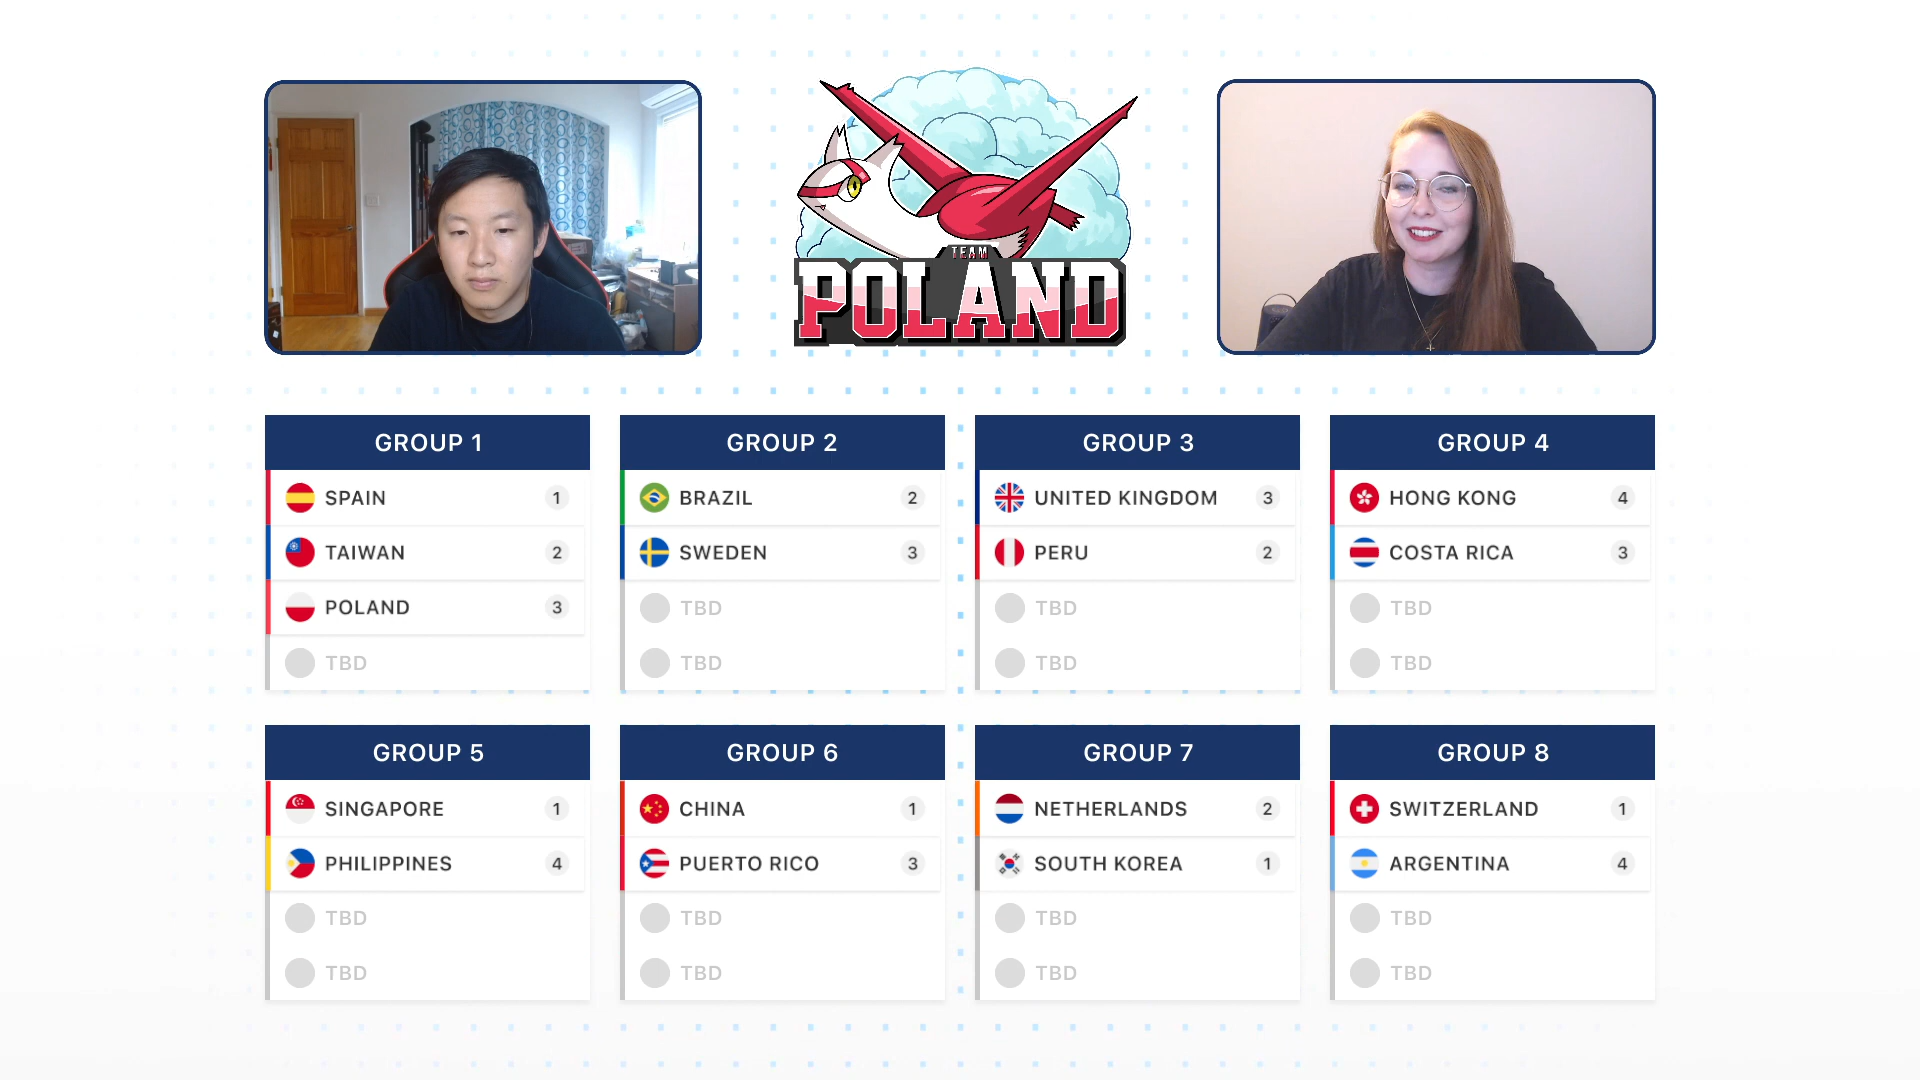 TEAM
POLAND
GROUP 1
SPAIN 1
TAIWAN 2
POLAND 3
TBD
GROUP 2
BRAZIL 2
SWEDEN 3
TBD
TBD
GROUP 3
UNITED KINGDOM 3
PERU 2
TBD
TBD
GROUP 4
HONG KONG 4
COSTA RICA 3
TBD
TBD
GROUP 5
SINGAPORE 1
PHILIPPINES 4
TBD
TBD
GROUP 6
CHINA 1
PUERTO RICO 3
TBD
TBD
GROUP 7
NETHERLANDS 2
SOUTH KOREA 1
TBD
TBD
GROUP 8
SWITZERLAND 1
ARGENTINA 4
TBD
TBD